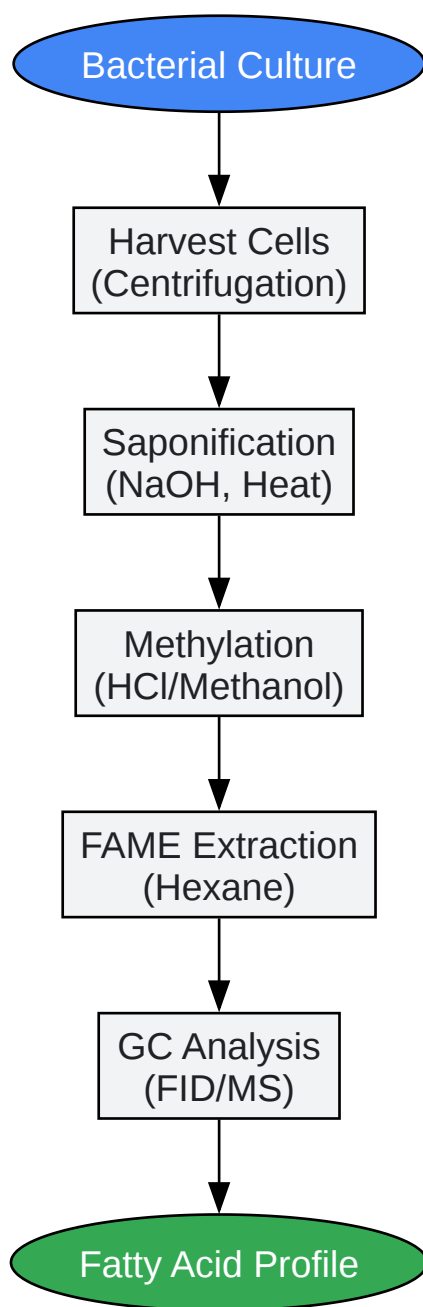 Bacterial Culture
Harvest Cells
(Centrifugation)
Saponification
(NaOH, Heat)
Methylation
(HCl/Methanol)
FAME Extraction
(Hexane)
GC Analysis
(FID/MS)
Fatty Acid Profile